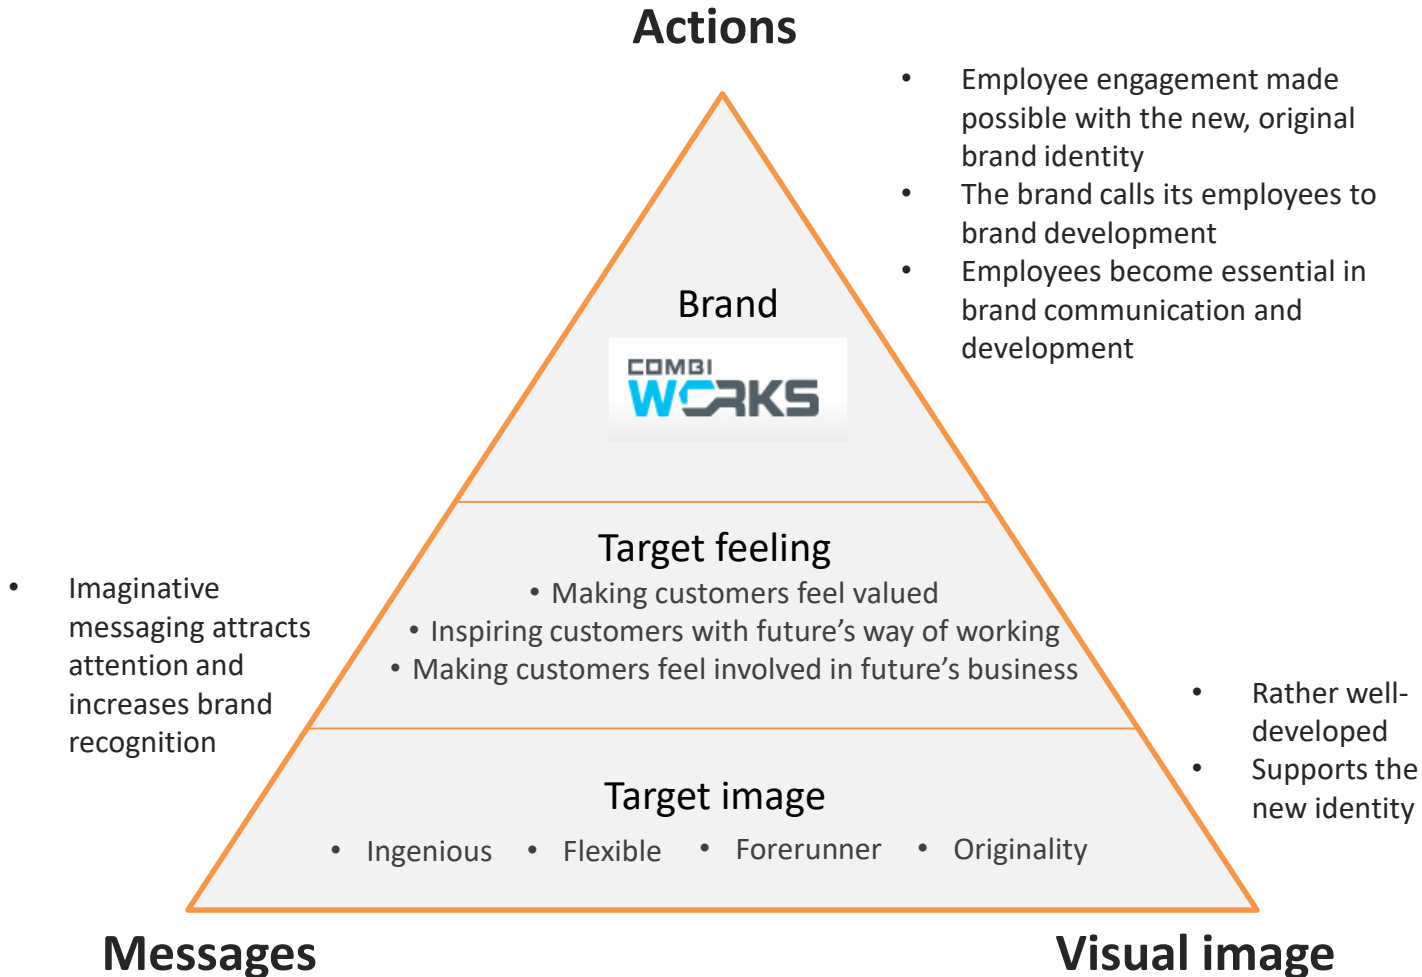 Actions
• Employee engagement made
possible with the new, original
brand identity
• The brand calls its employees to
brand development
• Employees become essential in
brand communication and
development
Brand
COMBI
WORKS
Target feeling
• Making customers feel valued
• Inspiring customers with future’s way of working
• Making customers feel involved in future’s business
• Imaginative
messaging attracts
attention and
increases brand
recognition
• Rather well-
developed
• Supports the
new identity
Target image
• Ingenious • Flexible • Forerunner • Originality
Messages
Visual image